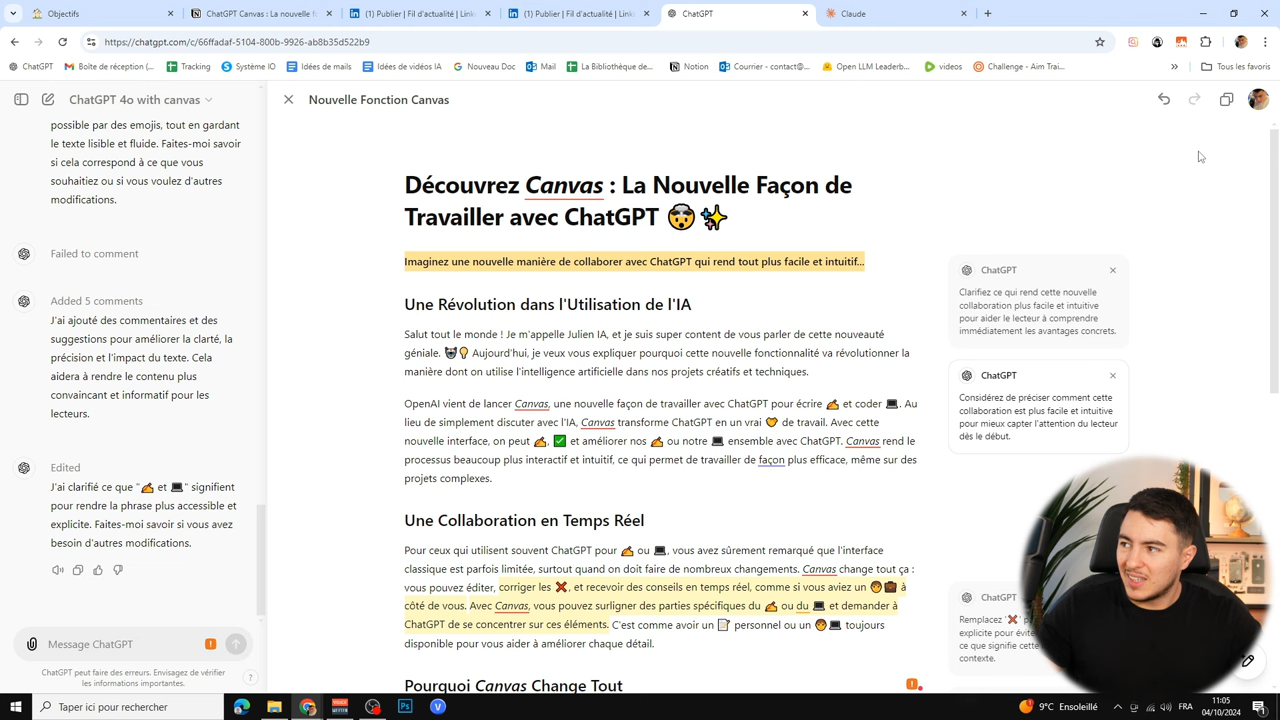 Objectifs
ChatGPT Canvas : La nouvelle f
(1) Publier | Fil d'actualité | Link
(1) Publier | Fil d'actualité | Link
ChatGPT
Claude
https://chatgpt.com/c/66ffadaf-5104-800b-9926-ab8b35d522b9
ChatGPT
Boîte de réception (...
Tracking
Système IO
Idées de mails
Idées de vidéos IA
Nouveau Doc
Mail
La Bibliothèque de...
Notion
Courrier - contact@...
Open LLM Leaderb...
videos
Challenge - Aim Trai...
Tous les favoris
ChatGPT 4o with canvas
possible par des emojis, tout en gardant
le texte lisible et fluide. Faites-moi savoir
si cela correspond à ce que vous
souhaitiez ou si vous voulez d'autres
modifications.
Failed to comment
Added 5 comments
J'ai ajouté des commentaires et des
suggestions pour améliorer la clarté, la
précision et l'impact du texte. Cela
aidera à rendre le contenu plus
convaincant et informatif pour les
lecteurs.
Edited
J'ai clarifié ce que "✍️ et 💻" signifient
pour rendre la phrase plus accessible et
explicite. Faites-moi savoir si vous avez
besoin d'autres modifications.
Message ChatGPT
ChatGPT peut faire des erreurs. Envisagez de vérifier
les informations importantes.
?
Nouvelle Fonction Canvas
Découvrez Canvas : La Nouvelle Façon de
Travailler avec ChatGPT 🤯✨
Imaginez une nouvelle manière de collaborer avec ChatGPT qui rend tout plus facile et intuitif...
Une Révolution dans l'Utilisation de l'IA
Salut tout le monde ! Je m'appelle Julien IA, et je suis super content de vous parler de cette nouveauté
géniale. 😺💡 Aujourd'hui, je veux vous expliquer pourquoi cette nouvelle fonctionnalité va révolutionner la
manière dont on utilise l'intelligence artificielle dans nos projets créatifs et techniques.
OpenAI vient de lancer Canvas, une nouvelle façon de travailler avec ChatGPT pour écrire ✍️ et coder 💻. Au
lieu de simplement discuter avec l'IA, Canvas transforme ChatGPT en un vrai 🤝 de travail. Avec cette
nouvelle interface, on peut ✍️, ✅ et améliorer nos ✍️ ou notre 💻 ensemble avec ChatGPT. Canvas rend le
processus beaucoup plus interactif et intuitif, ce qui permet de travailler de façon plus efficace, même sur des
projets complexes.
Une Collaboration en Temps Réel
Pour ceux qui utilisent souvent ChatGPT pour ✍️ ou 💻, vous avez sûrement remarqué que l'interface
classique est parfois limitée, surtout quand on doit faire de nombreux changements. Canvas change tout ça :
vous pouvez éditer, corriger les ❌, et recevoir des conseils en temps réel, comme si vous aviez un 👨‍💼 à
côté de vous. Avec Canvas, vous pouvez surligner des parties spécifiques du ✍️ ou du 💻 et demander à
ChatGPT de se concentrer sur ces éléments. C'est comme avoir un 📝 personnel ou un 👨‍💻 toujours
disponible pour vous aider à améliorer chaque détail.
Pourquoi Canvas Change Tout
ChatGPT
Clarifiez ce qui rend cette nouvelle
collaboration plus facile et intuitive
pour aider le lecteur à comprendre
immédiatement les avantages concrets.
ChatGPT
Considérez de préciser comment cette
collaboration est plus facile et intuitive
pour mieux capter l'attention du lecteur
dès le début.
ChatGPT
Remplacez '❌'
explicite pour évite
ce que signifie cette
contexte.
Taper ici pour rechercher
9°C Ensoleillé
FRA
11:05
04/10/2024